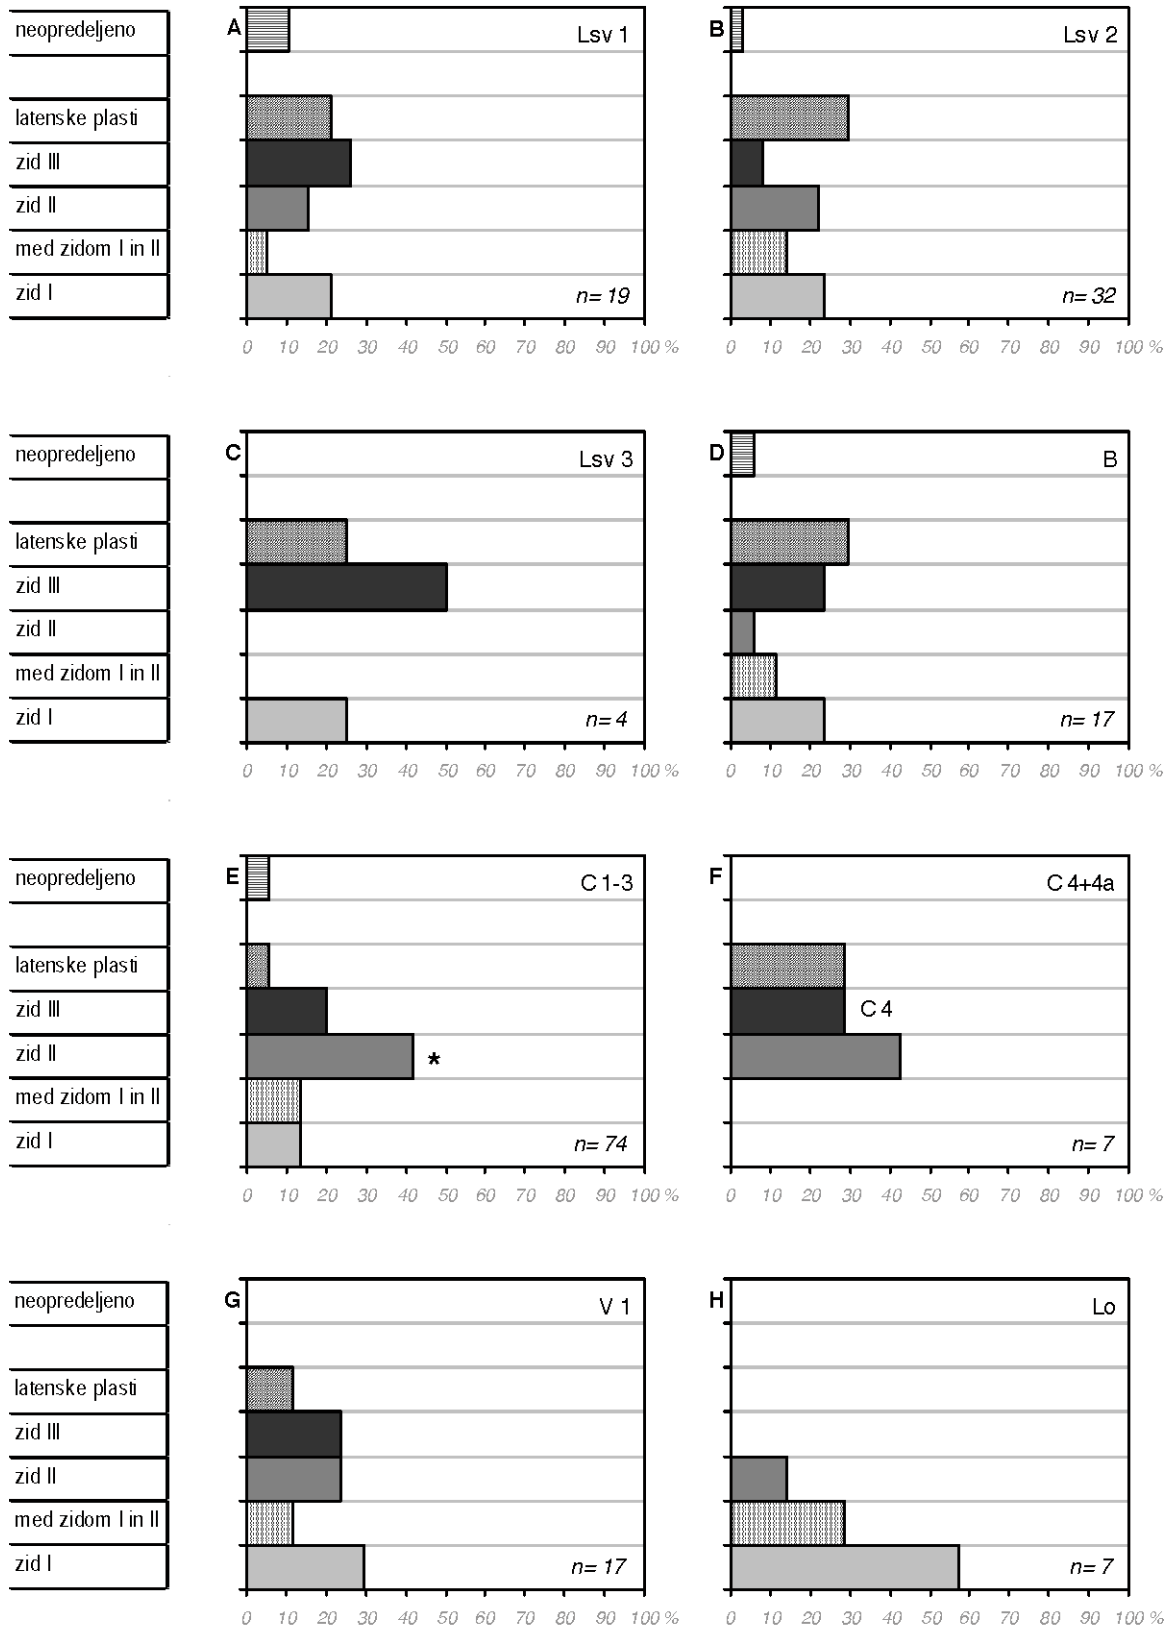 neopredeljeno
latenske plasti
zid III
zid II
med zidom I in II
zid I
A
Lsv 1
n= 19
0 10 20 30 40 50 60 70 80 90 100 %
B
Lsv 2
n= 32
0 10 20 30 40 50 60 70 80 90 100 %
neopredeljeno
latenske plasti
zid III
zid II
med zidom I in II
zid I
C
Lsv 3
n= 4
0 10 20 30 40 50 60 70 80 90 100 %
D
B
n= 17
0 10 20 30 40 50 60 70 80 90 100 %
neopredeljeno
latenske plasti
zid III
zid II
med zidom I in II
zid I
E
C 1-3
*
n= 74
0 10 20 30 40 50 60 70 80 90 100 %
F
C 4+4a
C 4
n= 7
0 10 20 30 40 50 60 70 80 90 100 %
neopredeljeno
latenske plasti
zid III
zid II
med zidom I in II
zid I
G
V 1
n= 17
0 10 20 30 40 50 60 70 80 90 100 %
H
Lo
n= 7
0 10 20 30 40 50 60 70 80 90 100 %